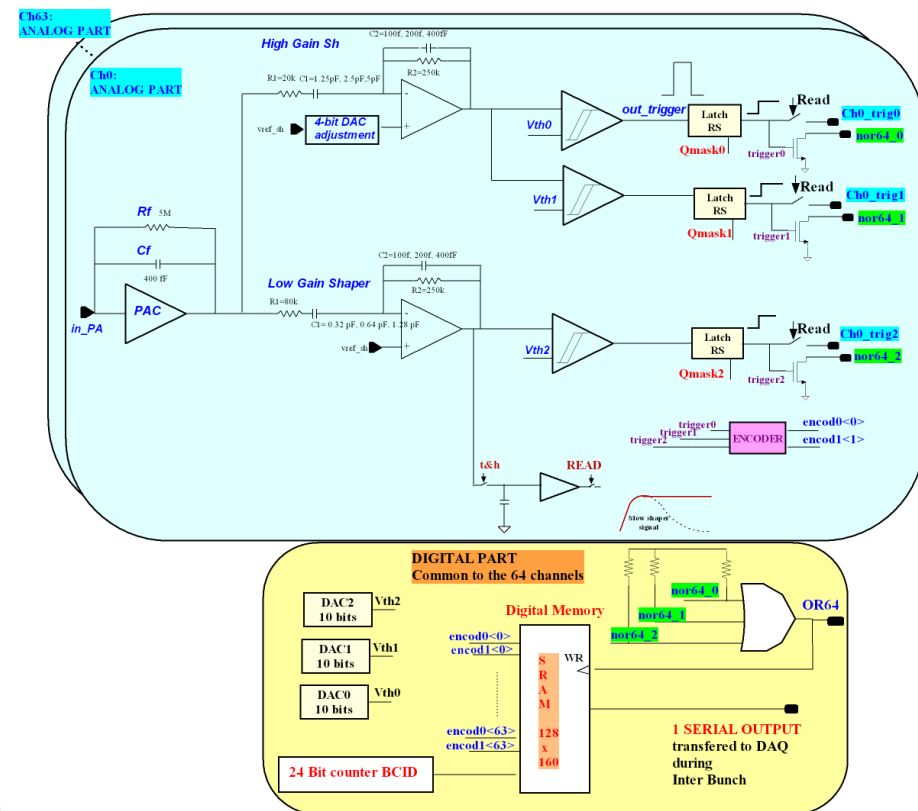 Ch63:
ANALOG PART
Ch0:
ANALOG PART
High Gain Sh
C2=100f, 200f, 400fF
R2=250k
R1=20k
C1=1.25pF, 2.5pF,5pF
vref_sh
4-bit DAC
adjustment
Vth0
out_trigger
Latch
RS
Qmask0
Read
trigger0
Ch0_trig0
nor64_0
Vth1
Latch
RS
Qmask1
Read
trigger1
Ch0_trig1
nor64_1
Rf 5M
Cf
400 fF
PAC
in_PA
Low Gain Shaper
C2=100f, 200f, 400fF
R2=250k
R1=80k
C1= 0.32 pF, 0.64 pF, 1.28 pF
vref_sh
Vth2
Latch
RS
Qmask2
Read
trigger2
Ch0_trig2
nor64_2
trigger0
trigger1
trigger2
ENCODER
encod0<0>
encod1<1>
t&h
READ
Slow shaper
signal
DIGITAL PART
Common to the 64 channels
DAC2
10 bits
Vth2
DAC1
10 bits
Vth1
DAC0
10 bits
Vth0
Digital Memory
encod0<0>
encod1<0>
encod0<63>
encod1<63>
S
R
A
M
128
x
160
WR
24 Bit counter BCID
nor64_0
nor64_1
nor64_2
OR64
1 SERIAL OUTPUT
transfered to DAQ
during
Inter Bunch